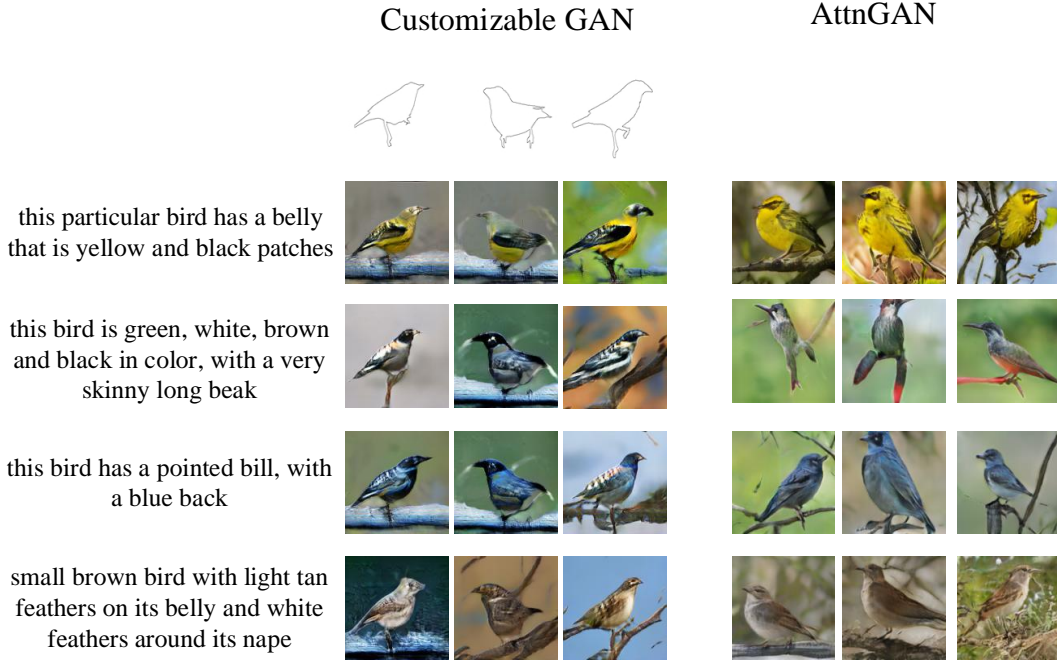 Customizable GAN
AttnGAN
this particular bird has a belly
that is yellow and black patches
this bird is green, white, brown
and black in color, with a very
skinny long beak
this bird has a pointed bill, with
a blue back
small brown bird with light tan
feathers on its belly and white
feathers around its nape